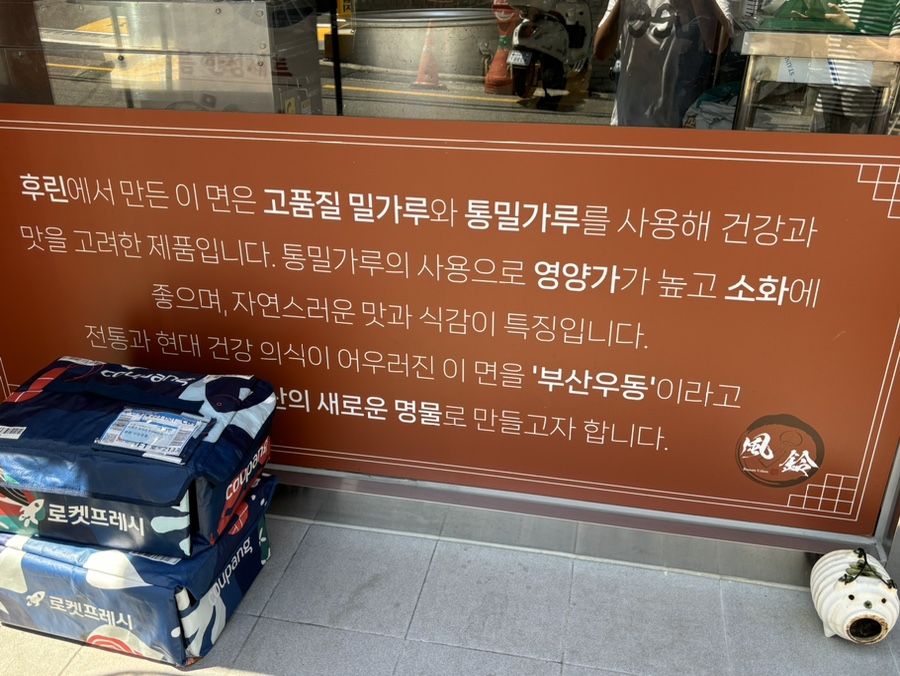 후린에서 만든 이 면은 고품질 밀가루와 통밀가루를 사용해 건강과
맛을 고려한 제품입니다. 통밀가루의 사용으로 영양가가 높고 소화에
좋으며, 자연스러운 맛과 식감이 특징입니다.
전통과 현대 건강 의식이 어우러진 이 면을 '부산우동'이라고
의 새로운 명물로 만들고자 합니다.
風鈴
coupang
로켓프레시
coupang
로켓프레시